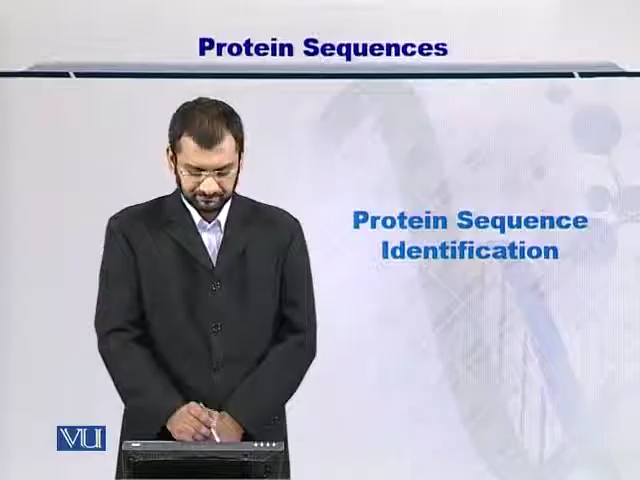 Protein Sequences
Protein Sequence
Identification
VU